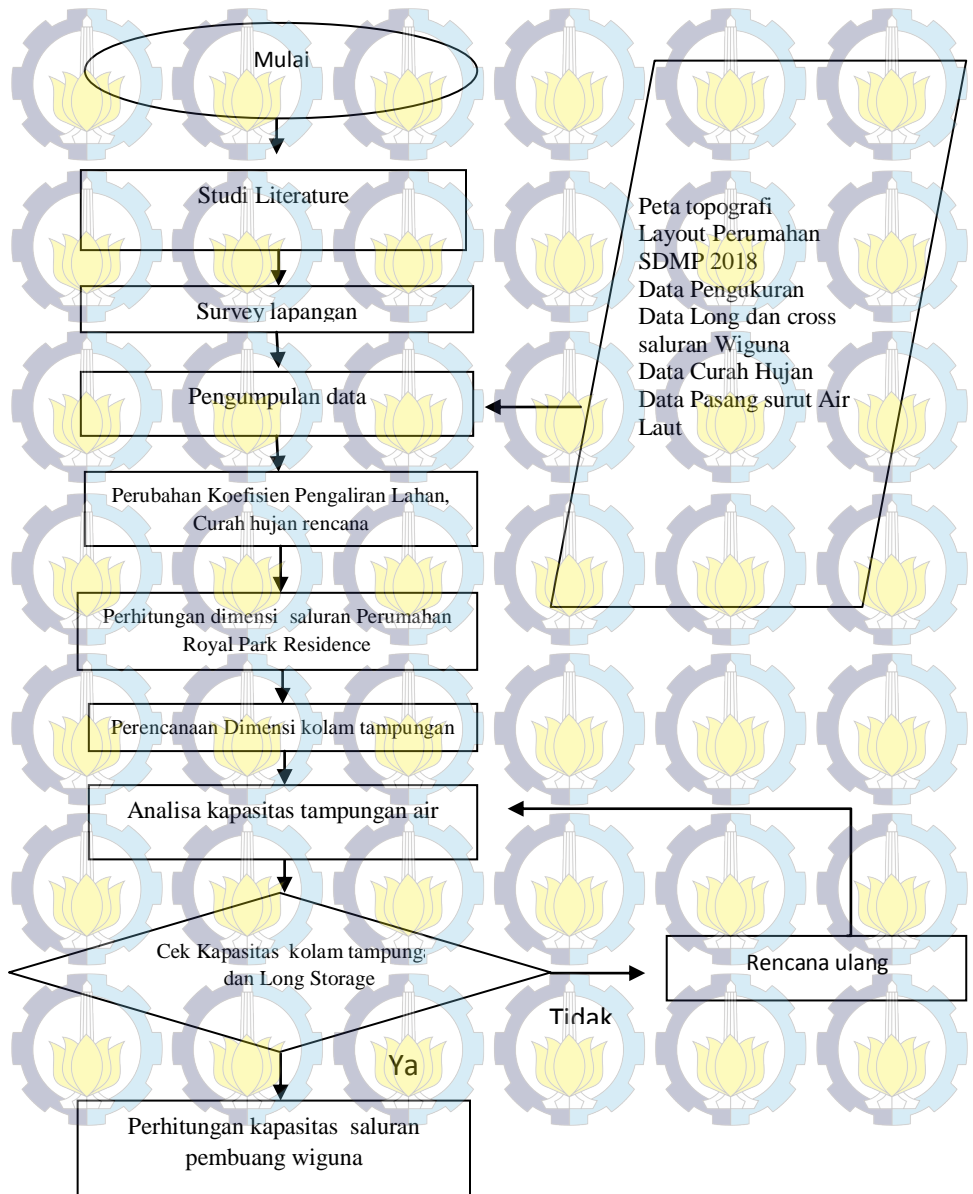 Mulai
Studi Literature
Survey lapangan
Pengumpulan data
Peta topografi
Layout Perumahan
SDMP 2018
Data Pengukuran
Data Long dan cross
saluran Wiguna
Data Curah Hujan
Data Pasang surut Air
Laut
Perubahan Koefisien Pengaliran Lahan,
Curah hujan rencana
Perhitungan dimensi saluran Perumahan
Royal Park Residence
Perencanaan Dimensi kolam tampungan
Analisa kapasitas tampungan air
Cek Kapasitas kolam tampung
dan Long Storage
Rencana ulang
Tidak
Ya
Perhitungan kapasitas saluran
pembuang wiguna